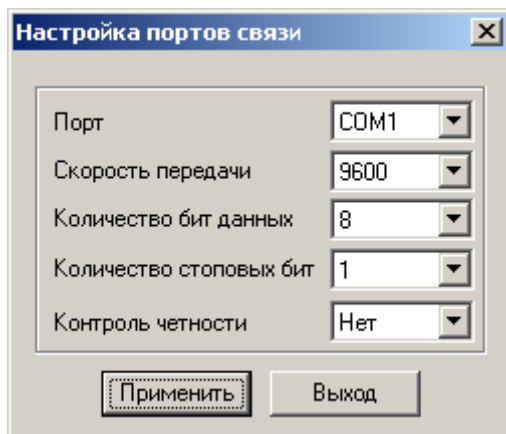 Настройка портов связи
Порт COM1
Скорость передачи 9600
Количество бит данных 8
Количество стоповых бит 1
Контроль четности Нет
Применить Выход